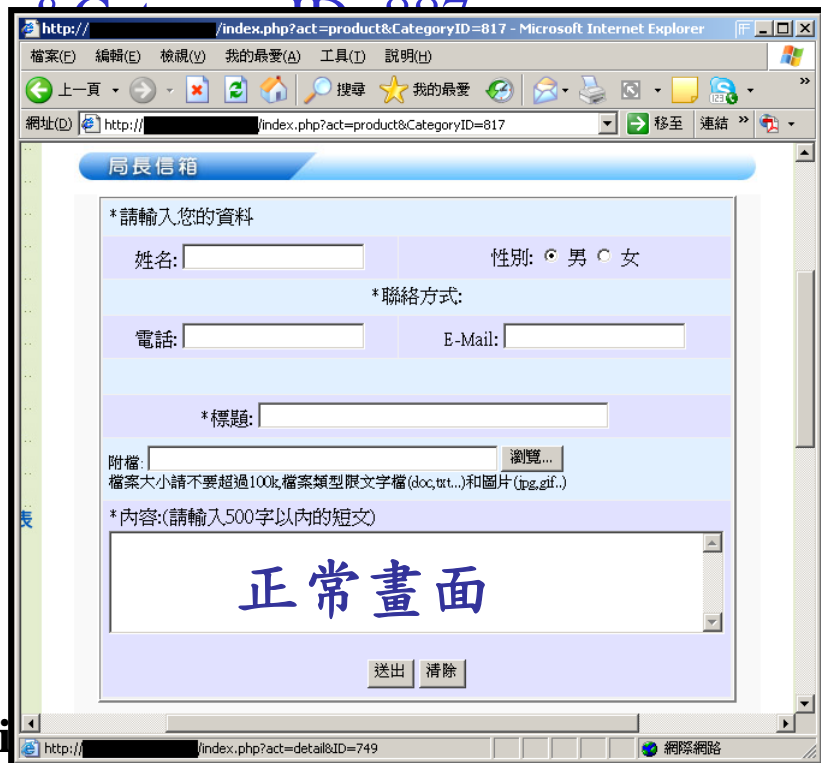 http:// /index.php?act=product&CategoryID=817 - Microsoft Internet Explorer
檔案(F) 編輯(E) 檢視(V) 我的最愛(A) 工具(T) 說明(H)
上一頁 搜尋 我的最愛
網址(D) http:// /index.php?act=product&CategoryID=817 移至 連結
局長信箱
*請輸入您的資料
姓名: 性別: 男 女
*聯絡方式:
電話: E-Mail:
*標題:
附檔: 瀏覽...
檔案大小請不要超過100k,檔案類型限文字檔(doc,txt...)和圖片(jpg,gif..)
表
*內容:(請輸入500字以內的短文)
正常畫面
送出 清除
http:// /index.php?act=detail&ID=749 網際網路